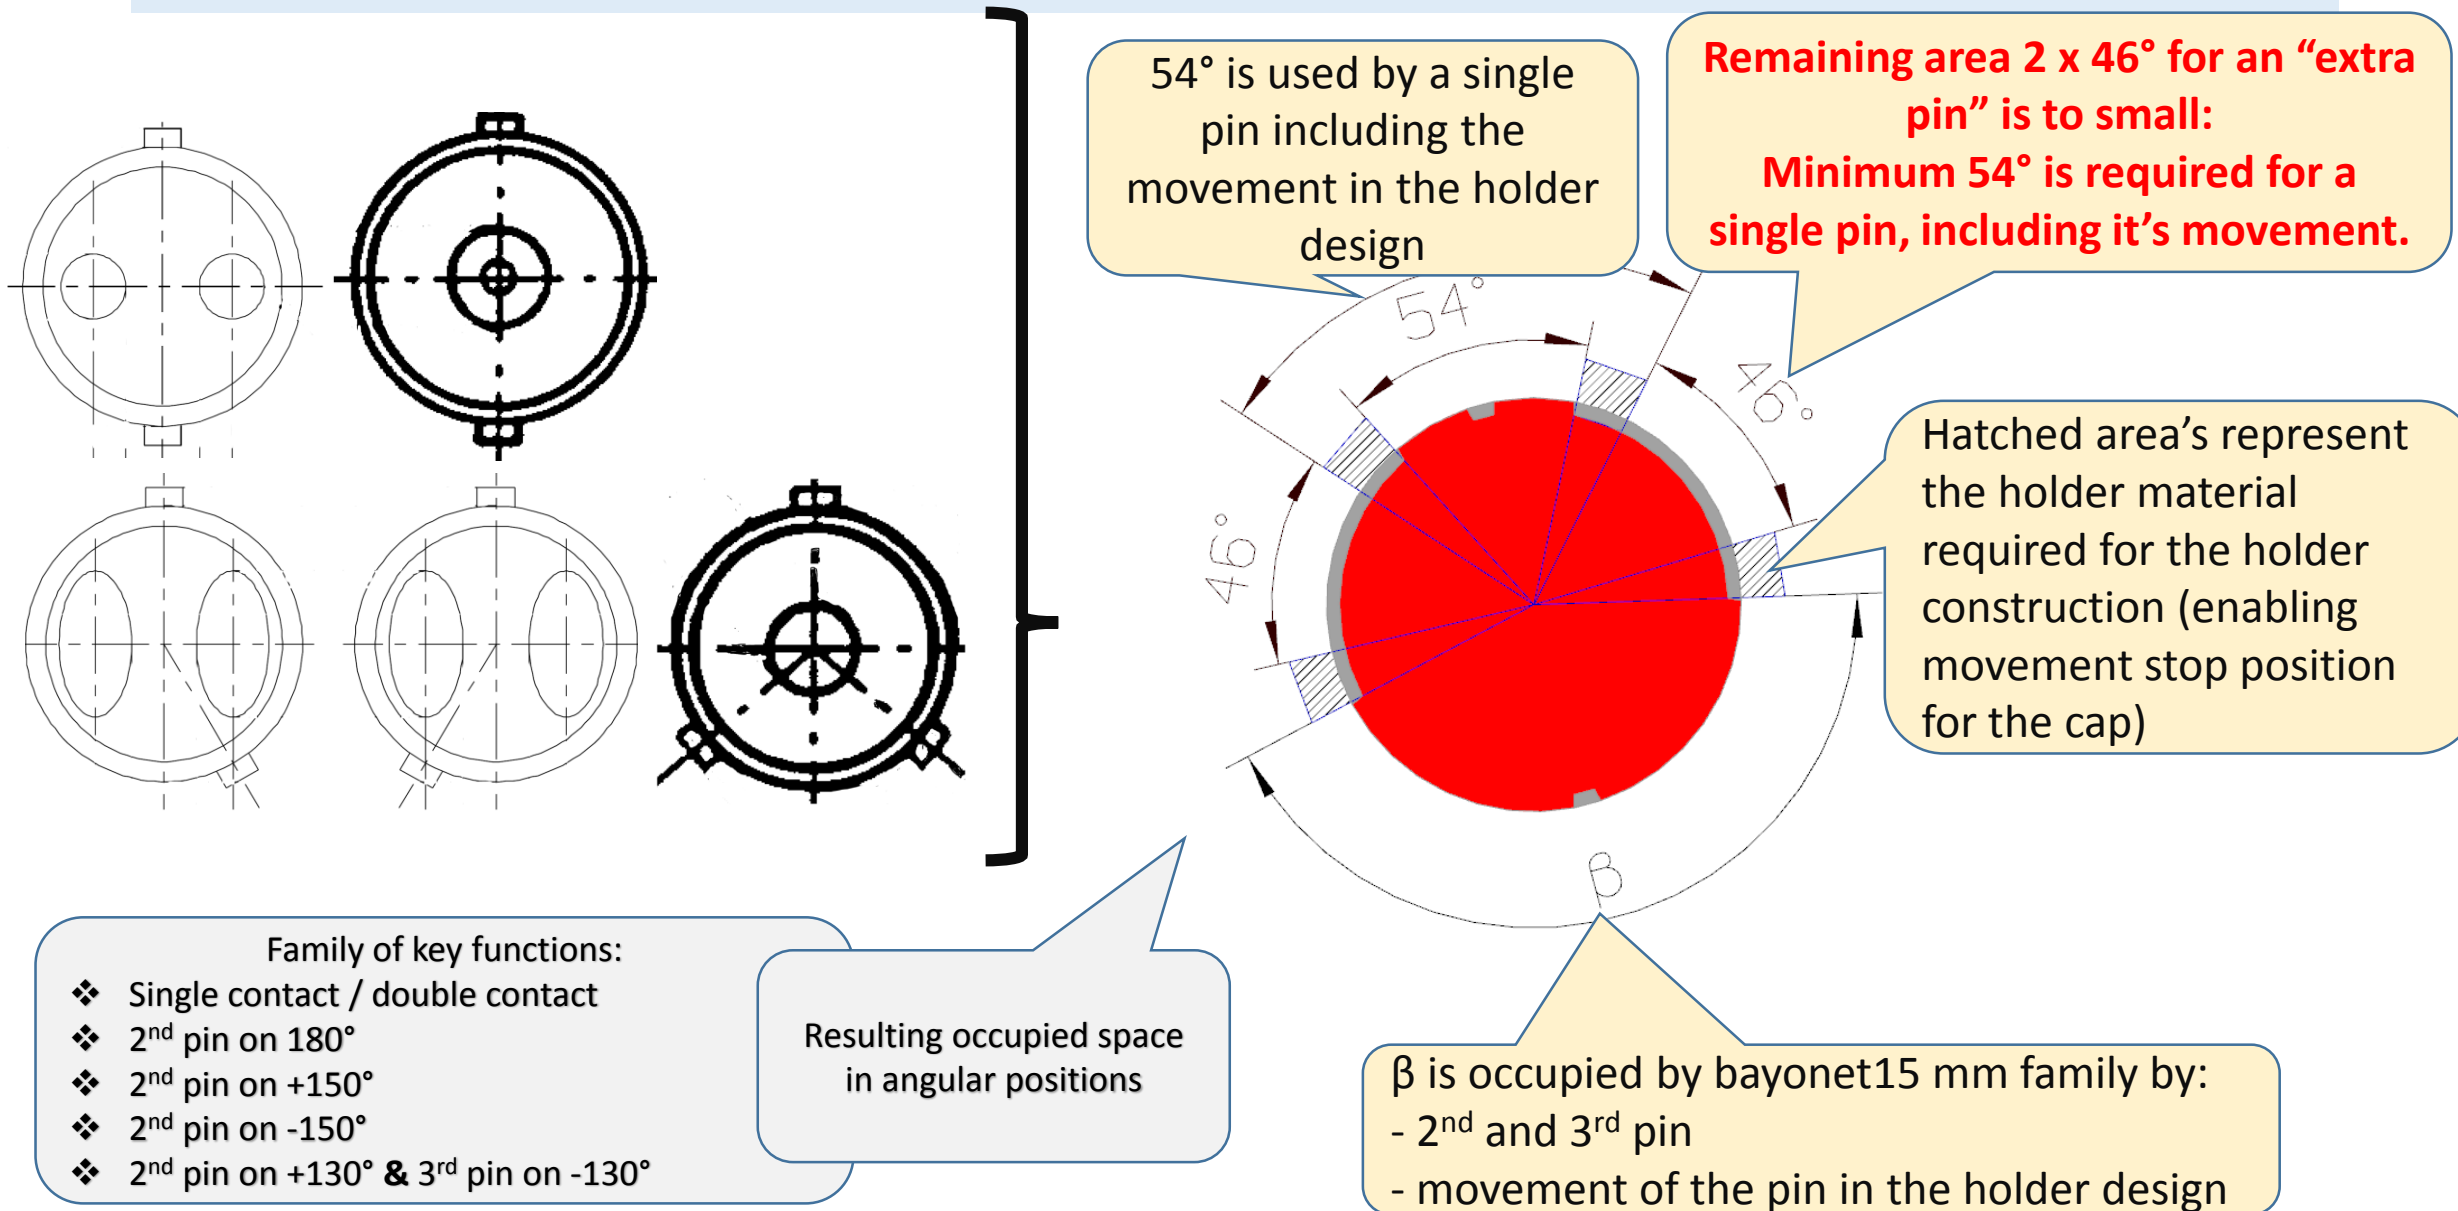 54° is used by a single
pin including the
movement in the holder
design
Remaining area 2 x 46° for an “extra
pin” is to small:
Minimum 54° is required for a
single pin, including it’s movement.
54°
46°
46°
β
Hatched area’s represent
the holder material
required for the holder
construction (enabling
movement stop position
for the cap)
Family of key functions:
❖ Single contact / double contact
❖ 2nd pin on 180°
❖ 2nd pin on +150°
❖ 2nd pin on -150°
❖ 2nd pin on +130° & 3rd pin on -130°
Resulting occupied space
in angular positions
β is occupied by bayonet15 mm family by:
- 2nd and 3rd pin
- movement of the pin in the holder design